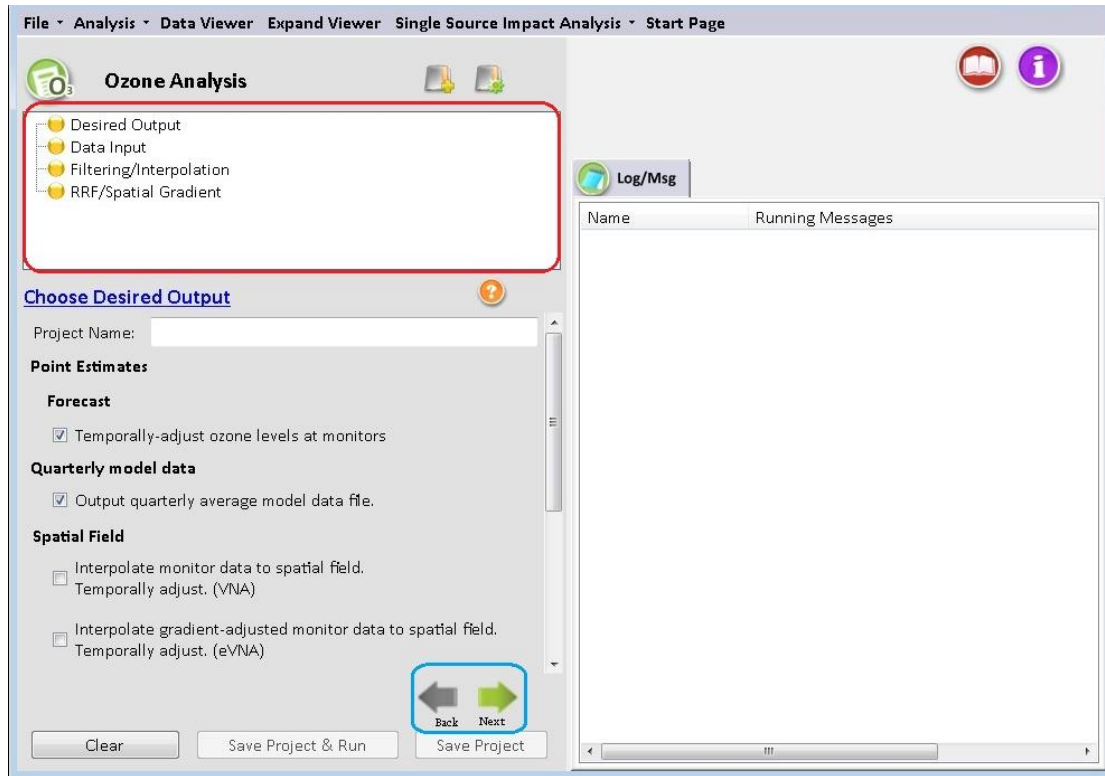 File Analysis Data Viewer Expand Viewer Single Source Impact Analysis Start Page
O3 Ozone Analysis
i
Desired Output
Data Input
Filtering/Interpolation
RRF/Spatial Gradient
Log/Msg
Name Running Messages
Choose Desired Output ?
Project Name:
Point Estimates
Forecast
Temporally-adjust ozone levels at monitors
Quarterly model data
Output quarterly average model data file.
Spatial Field
Interpolate monitor data to spatial field.
Temporally adjust. (VNA)
Interpolate gradient-adjusted monitor data to spatial field.
Temporally adjust. (eVNA)
Back Next
Clear Save Project & Run Save Project